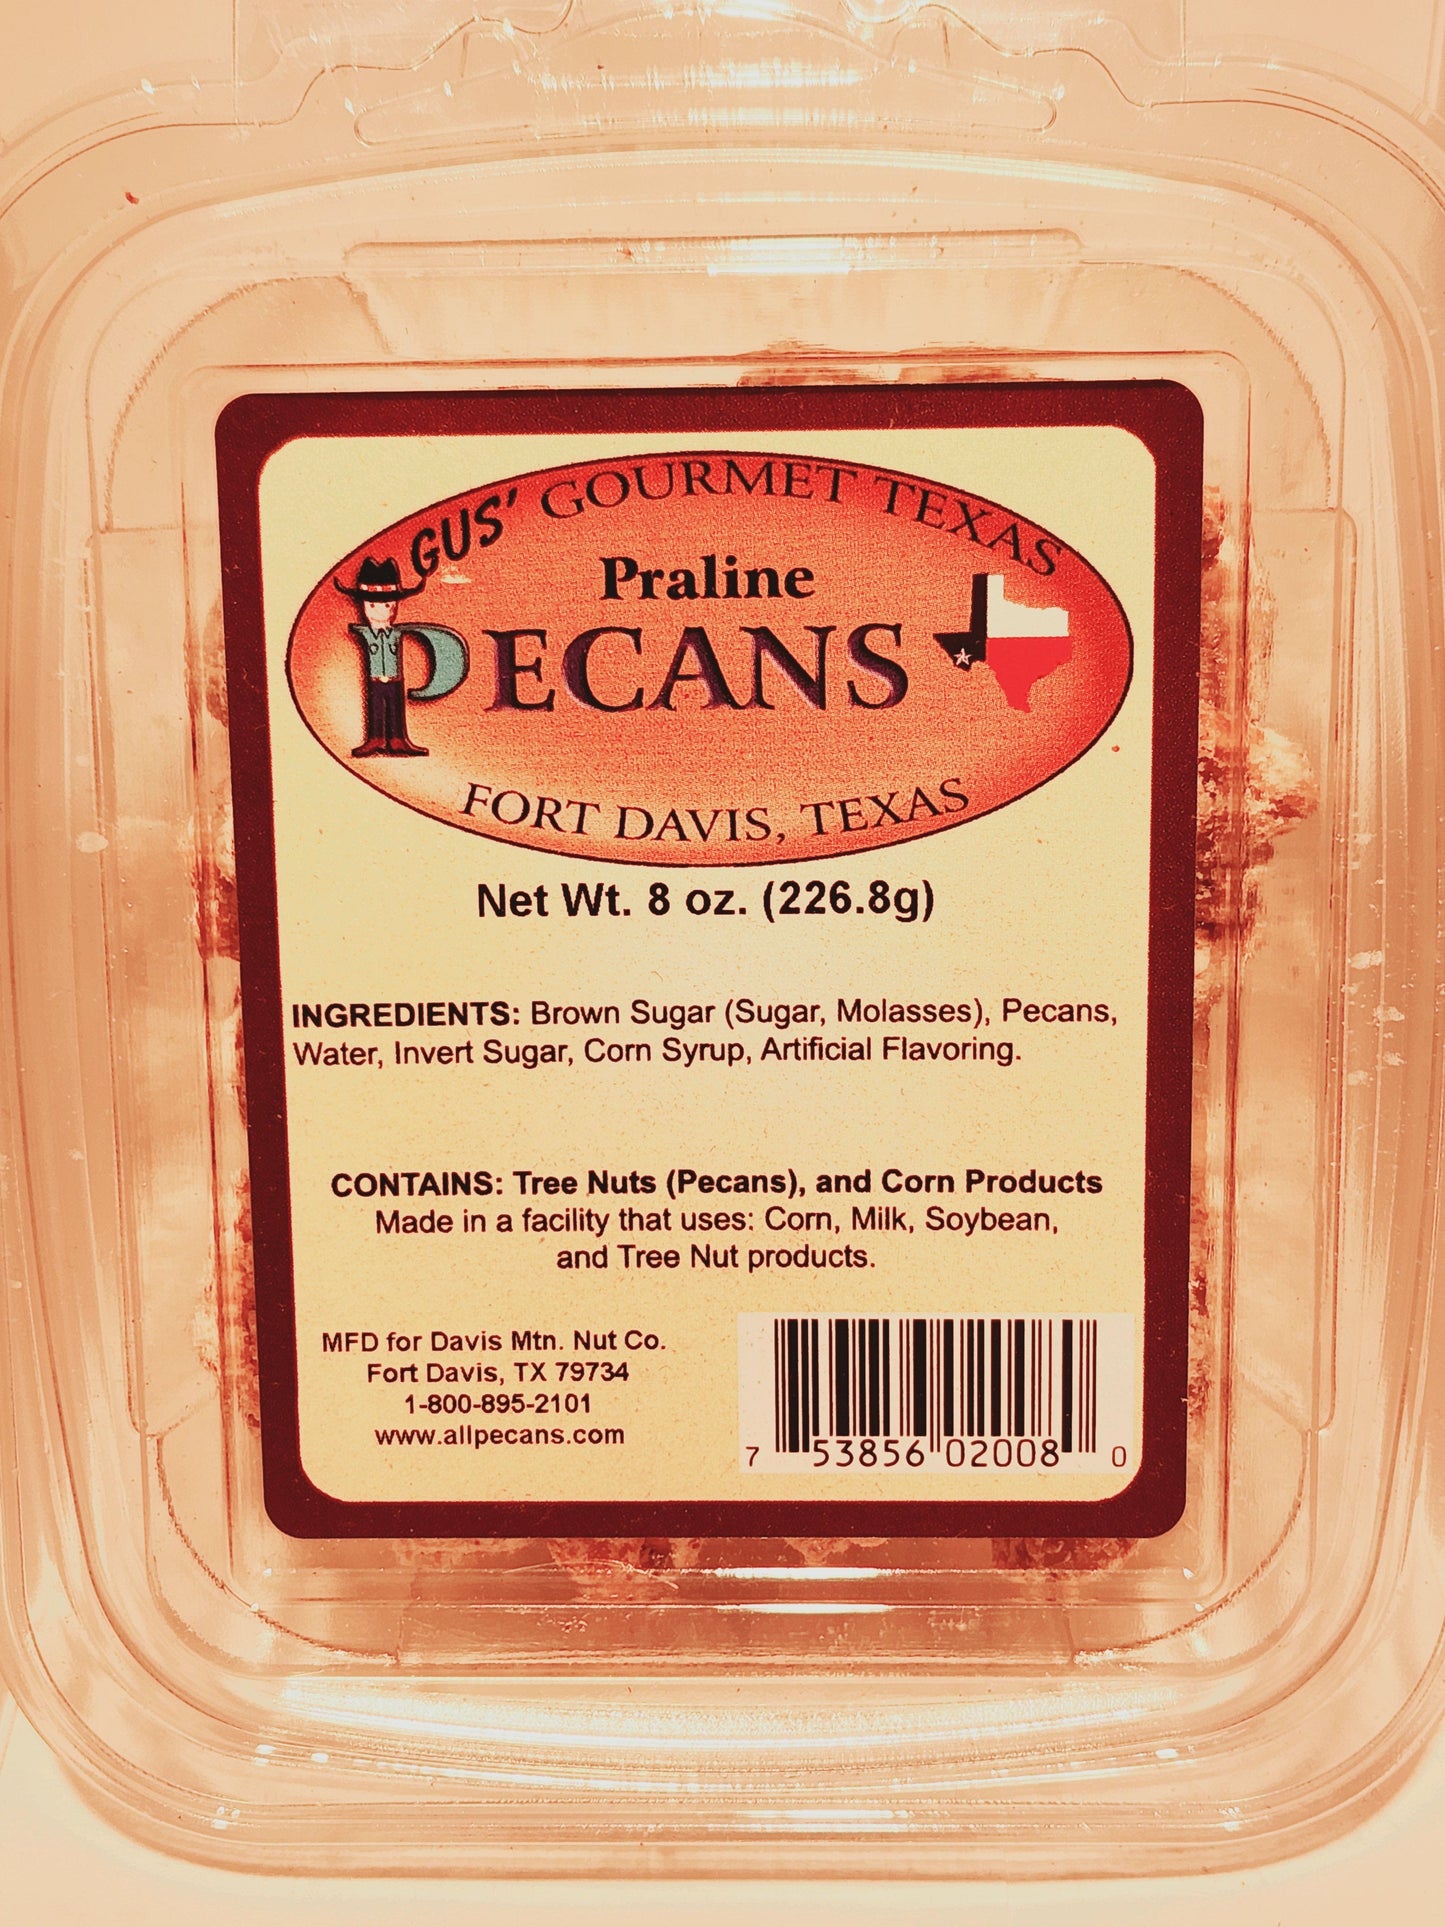 GUS' GOURMET TEXAS
Praline
PECANS
FORT DAVIS, TEXAS
Net Wt. 8 oz. (226.8g)
INGREDIENTS: Brown Sugar (Sugar, Molasses), Pecans,
Water, Invert Sugar, Corn Syrup, Artificial Flavoring.
CONTAINS: Tree Nuts (Pecans), and Corn Products
Made in a facility that uses: Corn, Milk, Soybean,
and Tree Nut products.
MFD for Davis Mtn. Nut Co.
Fort Davis, TX 79734
1-800-895-2101
www.allpecans.com
7 53856 02008 0